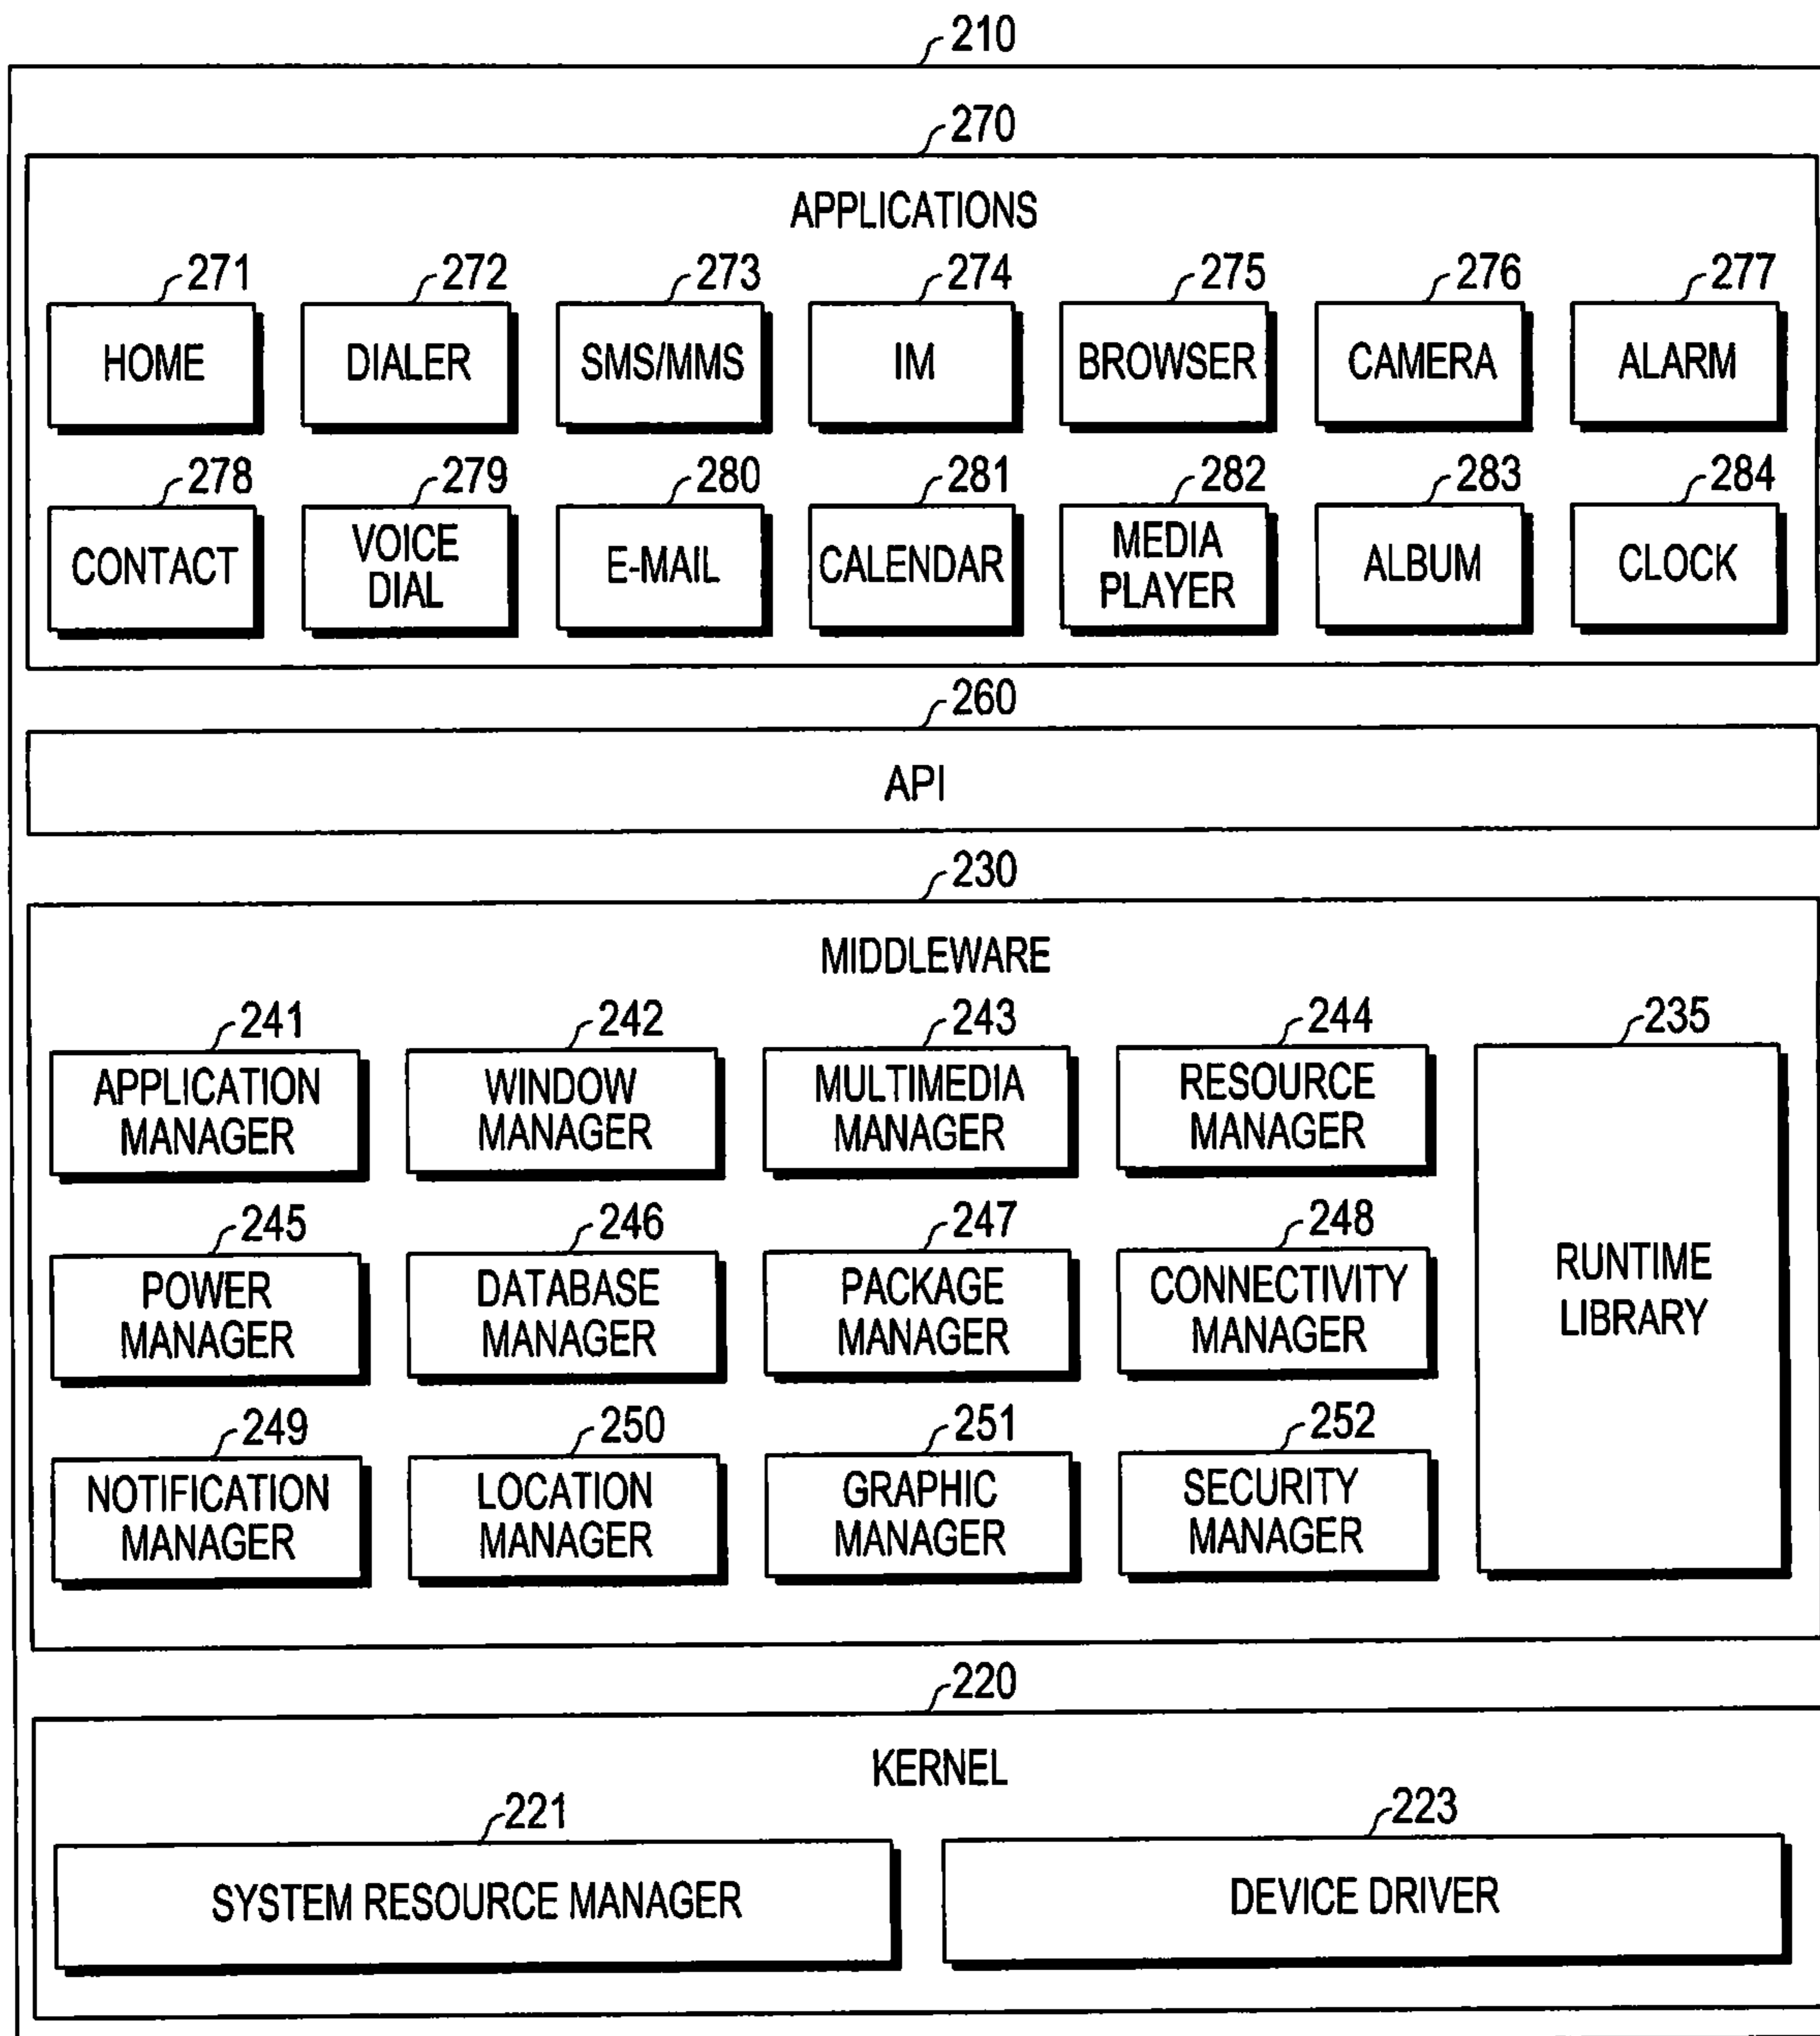 210
270
APPLICATIONS
271 272 273 274 275 276 277
HOME DIALER SMS/MMS IM BROWSER CAMERA ALARM
278 279 280 281 282 283 284
CONTACT VOICE DIAL E-MAIL CALENDAR MEDIA PLAYER ALBUM CLOCK
260
API
230
MIDDLEWARE
241 242 243 244 235
APPLICATION MANAGER WINDOW MANAGER MULTIMEDIA MANAGER RESOURCE MANAGER
245 246 247 248
POWER MANAGER DATABASE MANAGER PACKAGE MANAGER CONNECTIVITY MANAGER RUNTIME LIBRARY
249 250 251 252
NOTIFICATION MANAGER LOCATION MANAGER GRAPHIC MANAGER SECURITY MANAGER
220
KERNEL
221 223
SYSTEM RESOURCE MANAGER DEVICE DRIVER